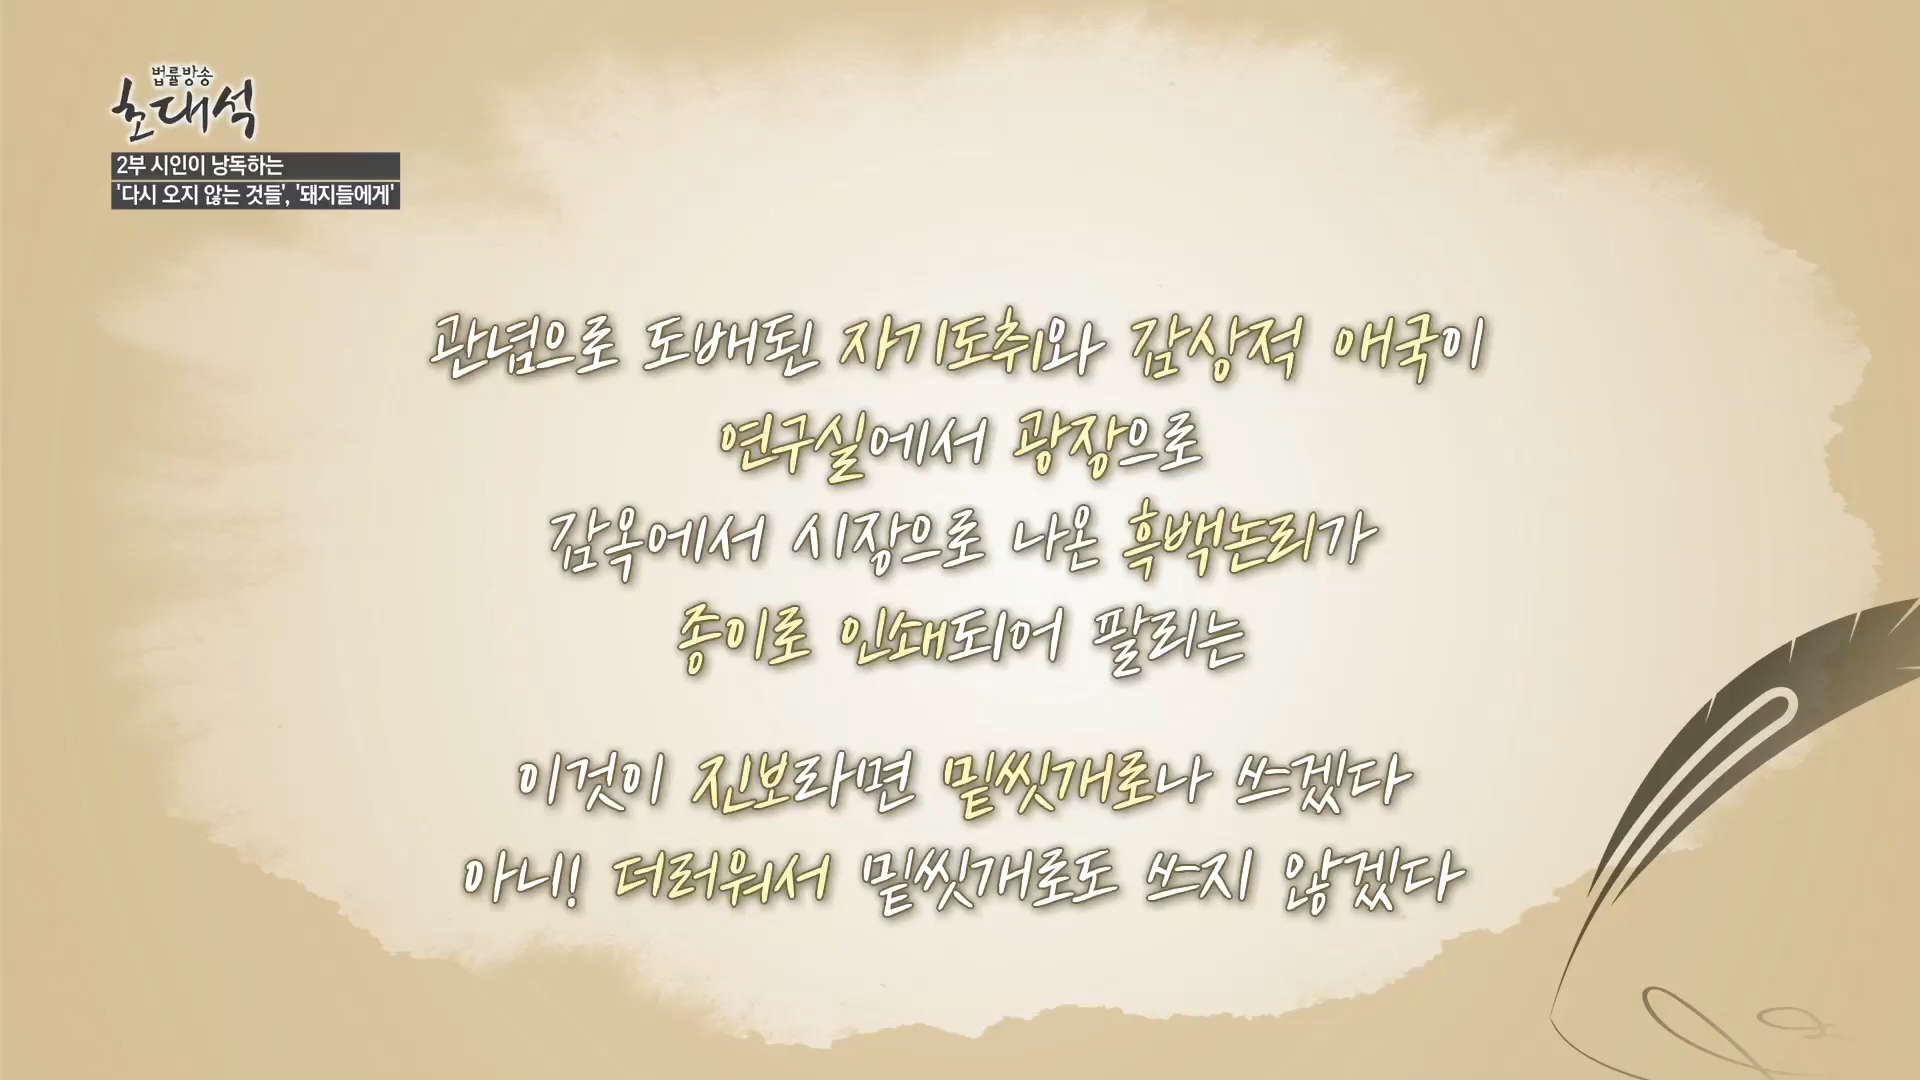 법률방송
초대석
2부 시인이 낭독하는
'다시 오지 않는 것들', '돼지들에게'
관념으로 도배된 자기도취와 감상적 애국이
연구실에서 광장으로
감옥에서 시장으로 나온 흑백논리가
종이로 인쇄되어 팔리는
이것이 진보라면 밑씻개로나 쓰겠다
아니! 더러워서 밑씻개로도 쓰지 않겠다